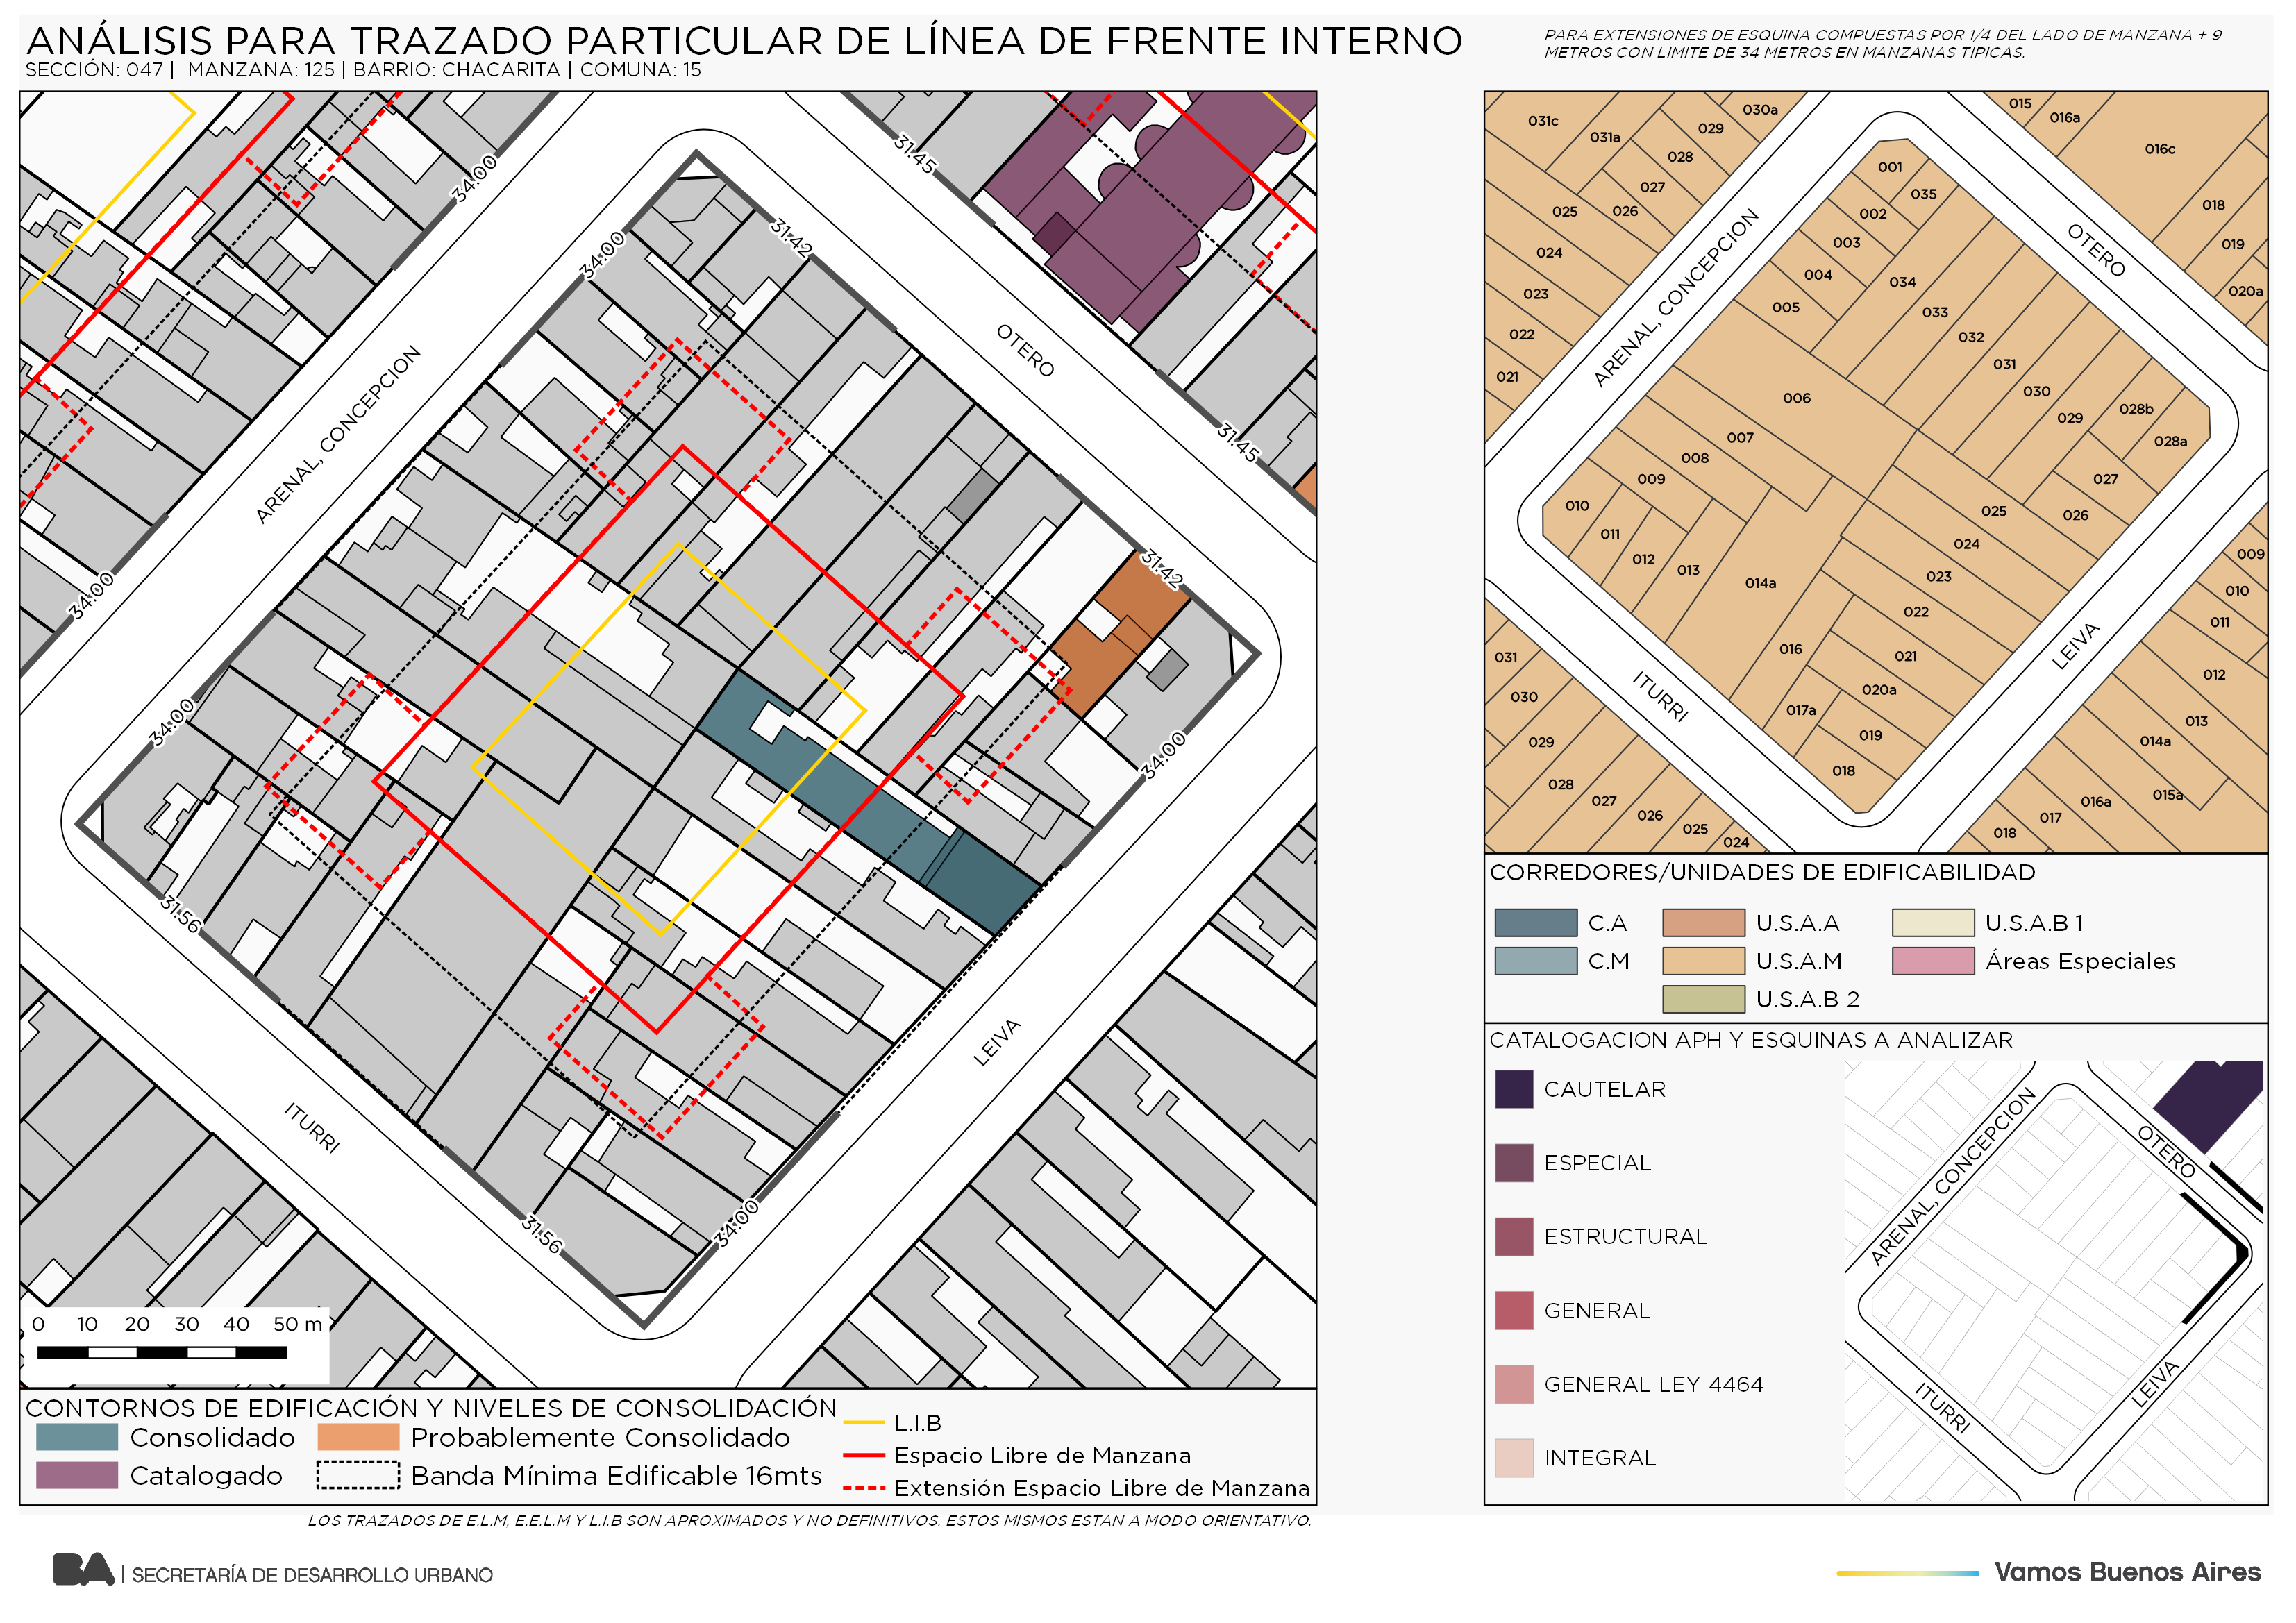 ANÁLISIS PARA TRAZADO PARTICULAR DE LÍNEA DE FRENTE INTERNO
SECCIÓN: 047 | MANZANA: 125 | BARRIO: CHACARITA | COMUNA: 15
PARA EXTENSIONES DE ESQUINA COMPUESTAS POR 1/4 DEL LADO DE MANZANA + 9
METROS CON LIMITE DE 34 METROS EN MANZANAS TIPICAS.
34.00
31.45
34.00
31.42
OTERO
ARENAL, CONCEPCION
31.45
34.00
31.42
34.00
34.00
31.56
ITURRI
LEIVA
31.56
34.00
0 10 20 30 40 50 m
CONTORNOS DE EDIFICACIÓN Y NIVELES DE CONSOLIDACIÓN
Consolidado
Probablemente Consolidado
Catalogado
Banda Mínima Edificable 16mts
L.I.B
Espacio Libre de Manzana
Extensión Espacio Libre de Manzana
LOS TRAZADOS DE E.L.M, E.E.L.M Y L.I.B SON APROXIMADOS Y NO DEFINITIVOS. ESTOS MISMOS ESTAN A MODO ORIENTATIVO.
031c
031a
029
030a
028
027
026
025
024
023
022
021
015
016a
016c
018
019
020a
ARENAL, CONCEPCION
OTERO
001
035
002
003
004
005
034
033
032
031
030
029
028b
028a
027
026
006
007
008
009
010
011
012
013
014a
025
024
023
022
021
020a
019
018
016
017a
ITURRI
LEIVA
031
030
029
028
027
026
025
024
009
010
011
012
013
014a
015a
016a
017
018
CORREDORES/UNIDADES DE EDIFICABILIDAD
C.A
U.S.A.A
U.S.A.B 1
C.M
U.S.A.M
Áreas Especiales
U.S.A.B 2
CATALOGACION APH Y ESQUINAS A ANALIZAR
CAUTELAR
ESPECIAL
ESTRUCTURAL
GENERAL
GENERAL LEY 4464
INTEGRAL
ARENAL, CONCEPCION
OTERO
ITURRI
LEIVA
BA | SECRETARÍA DE DESARROLLO URBANO
Vamos Buenos Aires